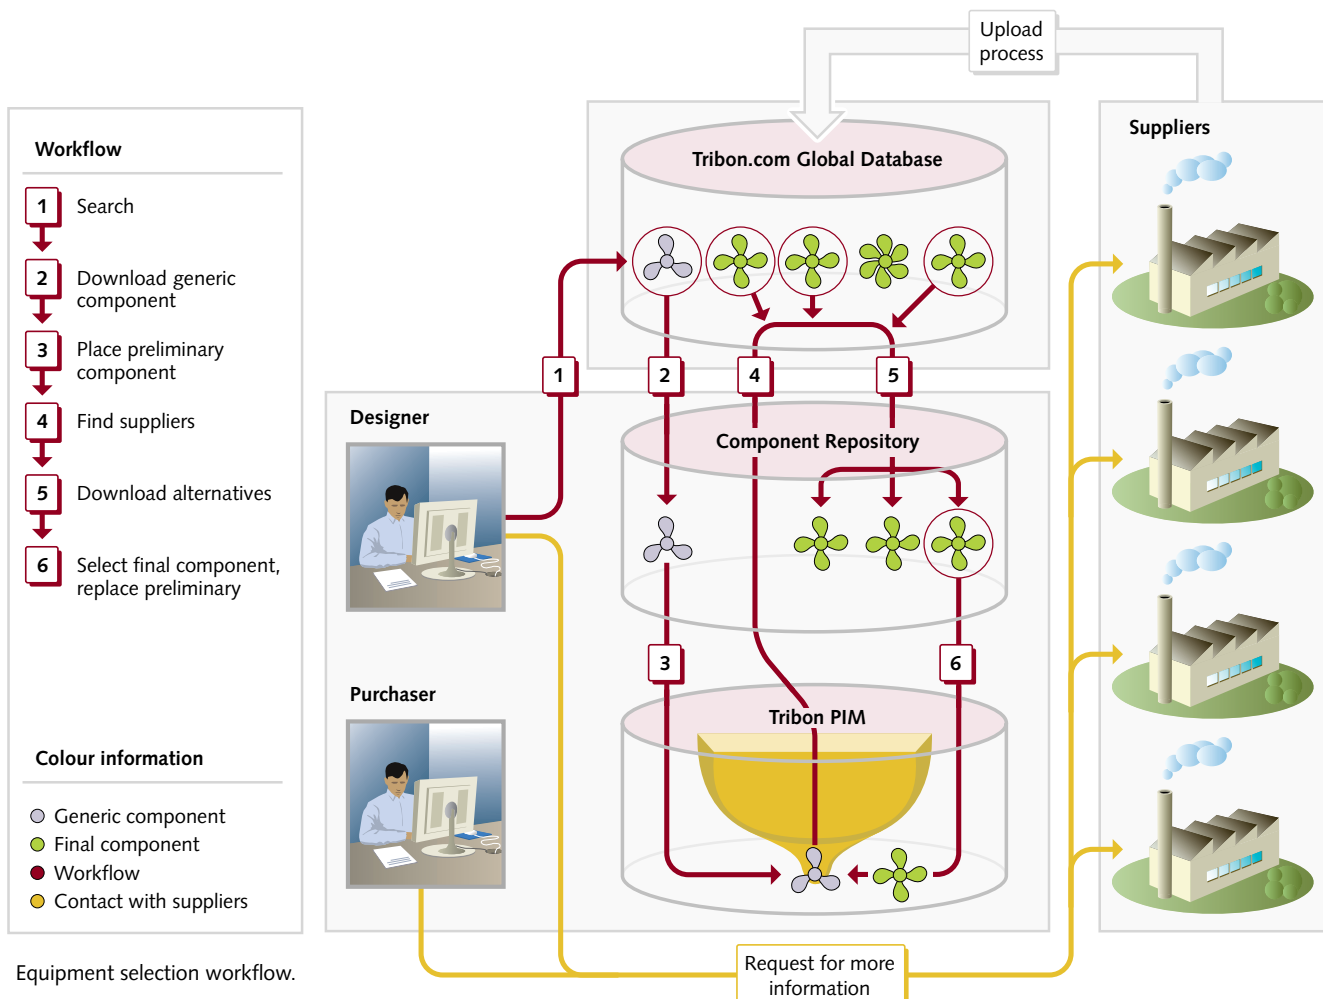 Upload
process
Workflow
1 Search
2 Download generic
component
3 Place preliminary
component
4 Find suppliers
5 Download alternatives
6 Select final component,
replace preliminary
Colour information
Generic component
Final component
Workflow
Contact with suppliers
Equipment selection workflow.
Tribon.com Global Database
1
2
4
5
Designer
Component Repository
3
6
Purchaser
Tribon PIM
Suppliers
Request for more
information